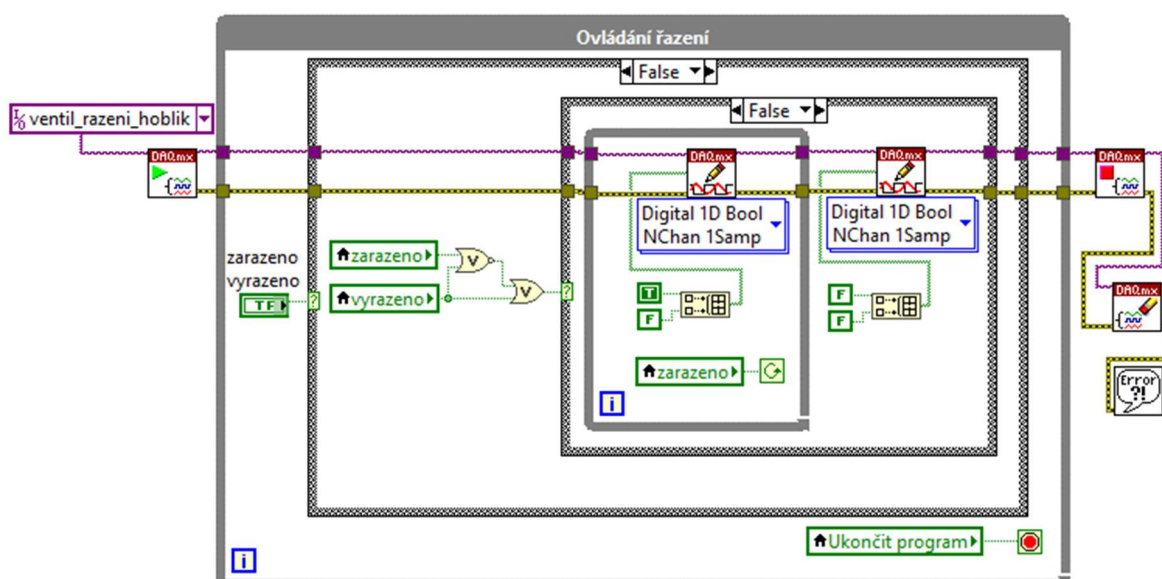 Ovládání řazení
False
False
I/O ventil_razeni_hoblik
DAQmx
DAQmx
DAQmx
DAQmx
Digital 1D Bool
NChan 1Samp
Digital 1D Bool
NChan 1Samp
zarazeno
vyrazeno
TF
?
zarazeno
vyrazeno
V
V
?
T
F
F
F
DAQmx
zarazeno
i
Error
?!
Ukončit program
i